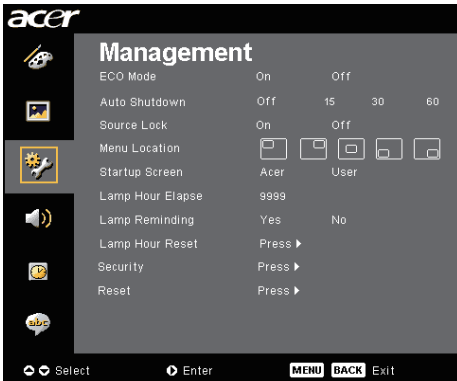 acer
Management
ECO Mode On Off
Auto Shutdown Off 15 30 60
Source Lock On Off
Menu Location
Startup Screen Acer User
Lamp Hour Elapse 9999
Lamp Reminding Yes No
Lamp Hour Reset Press
Security Press
Reset Press
abc
Select Enter MENU BACK Exit